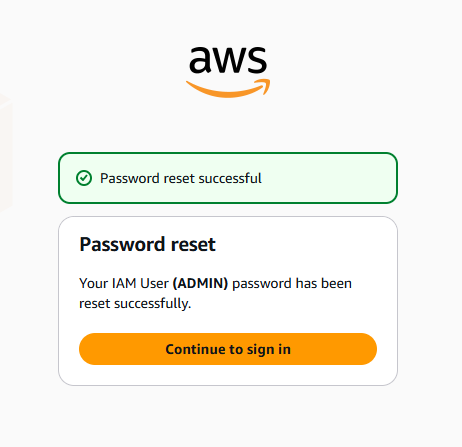 aws
Password reset successful
Password reset
Your IAM User (ADMIN) password has been
reset successfully.
Continue to sign in